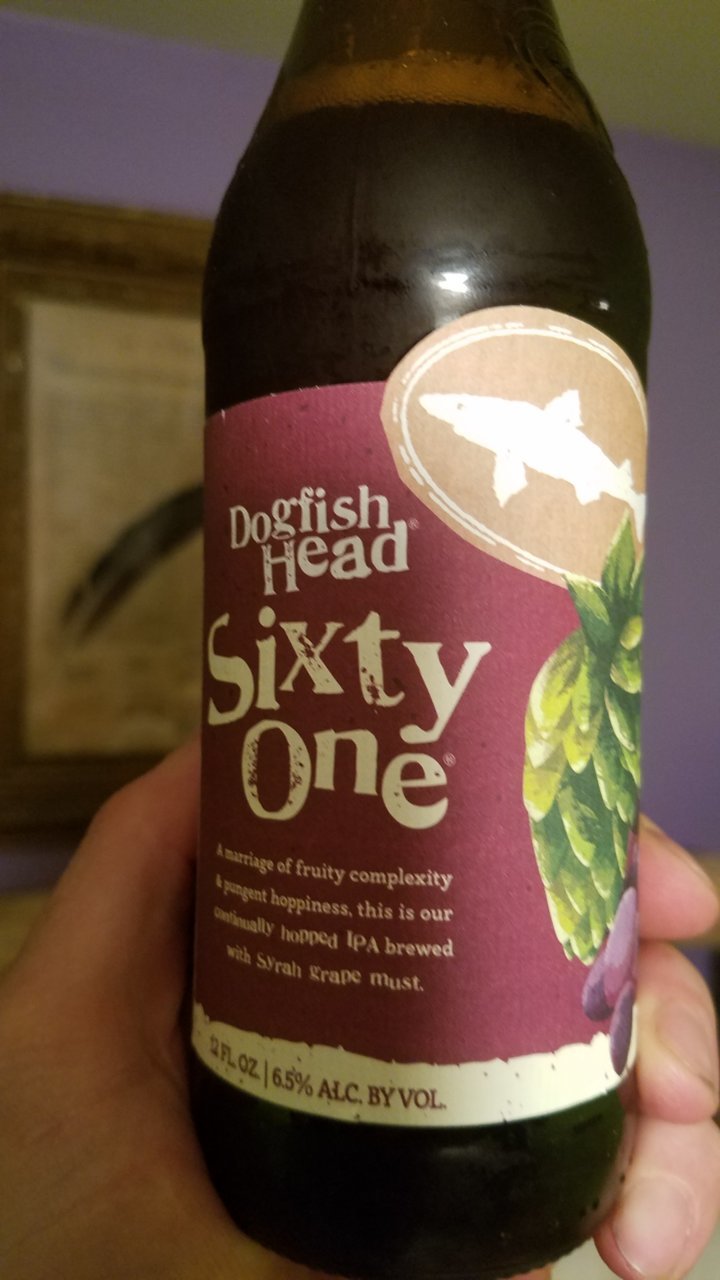 Dogfish
Head®
Sixty
One®
A marriage of fruity complexity
& pungent hoppiness, this is our
continually hopped IPA brewed
with Syrah grape must.
12 FL. OZ. | 6.5% ALC. BY VOL.